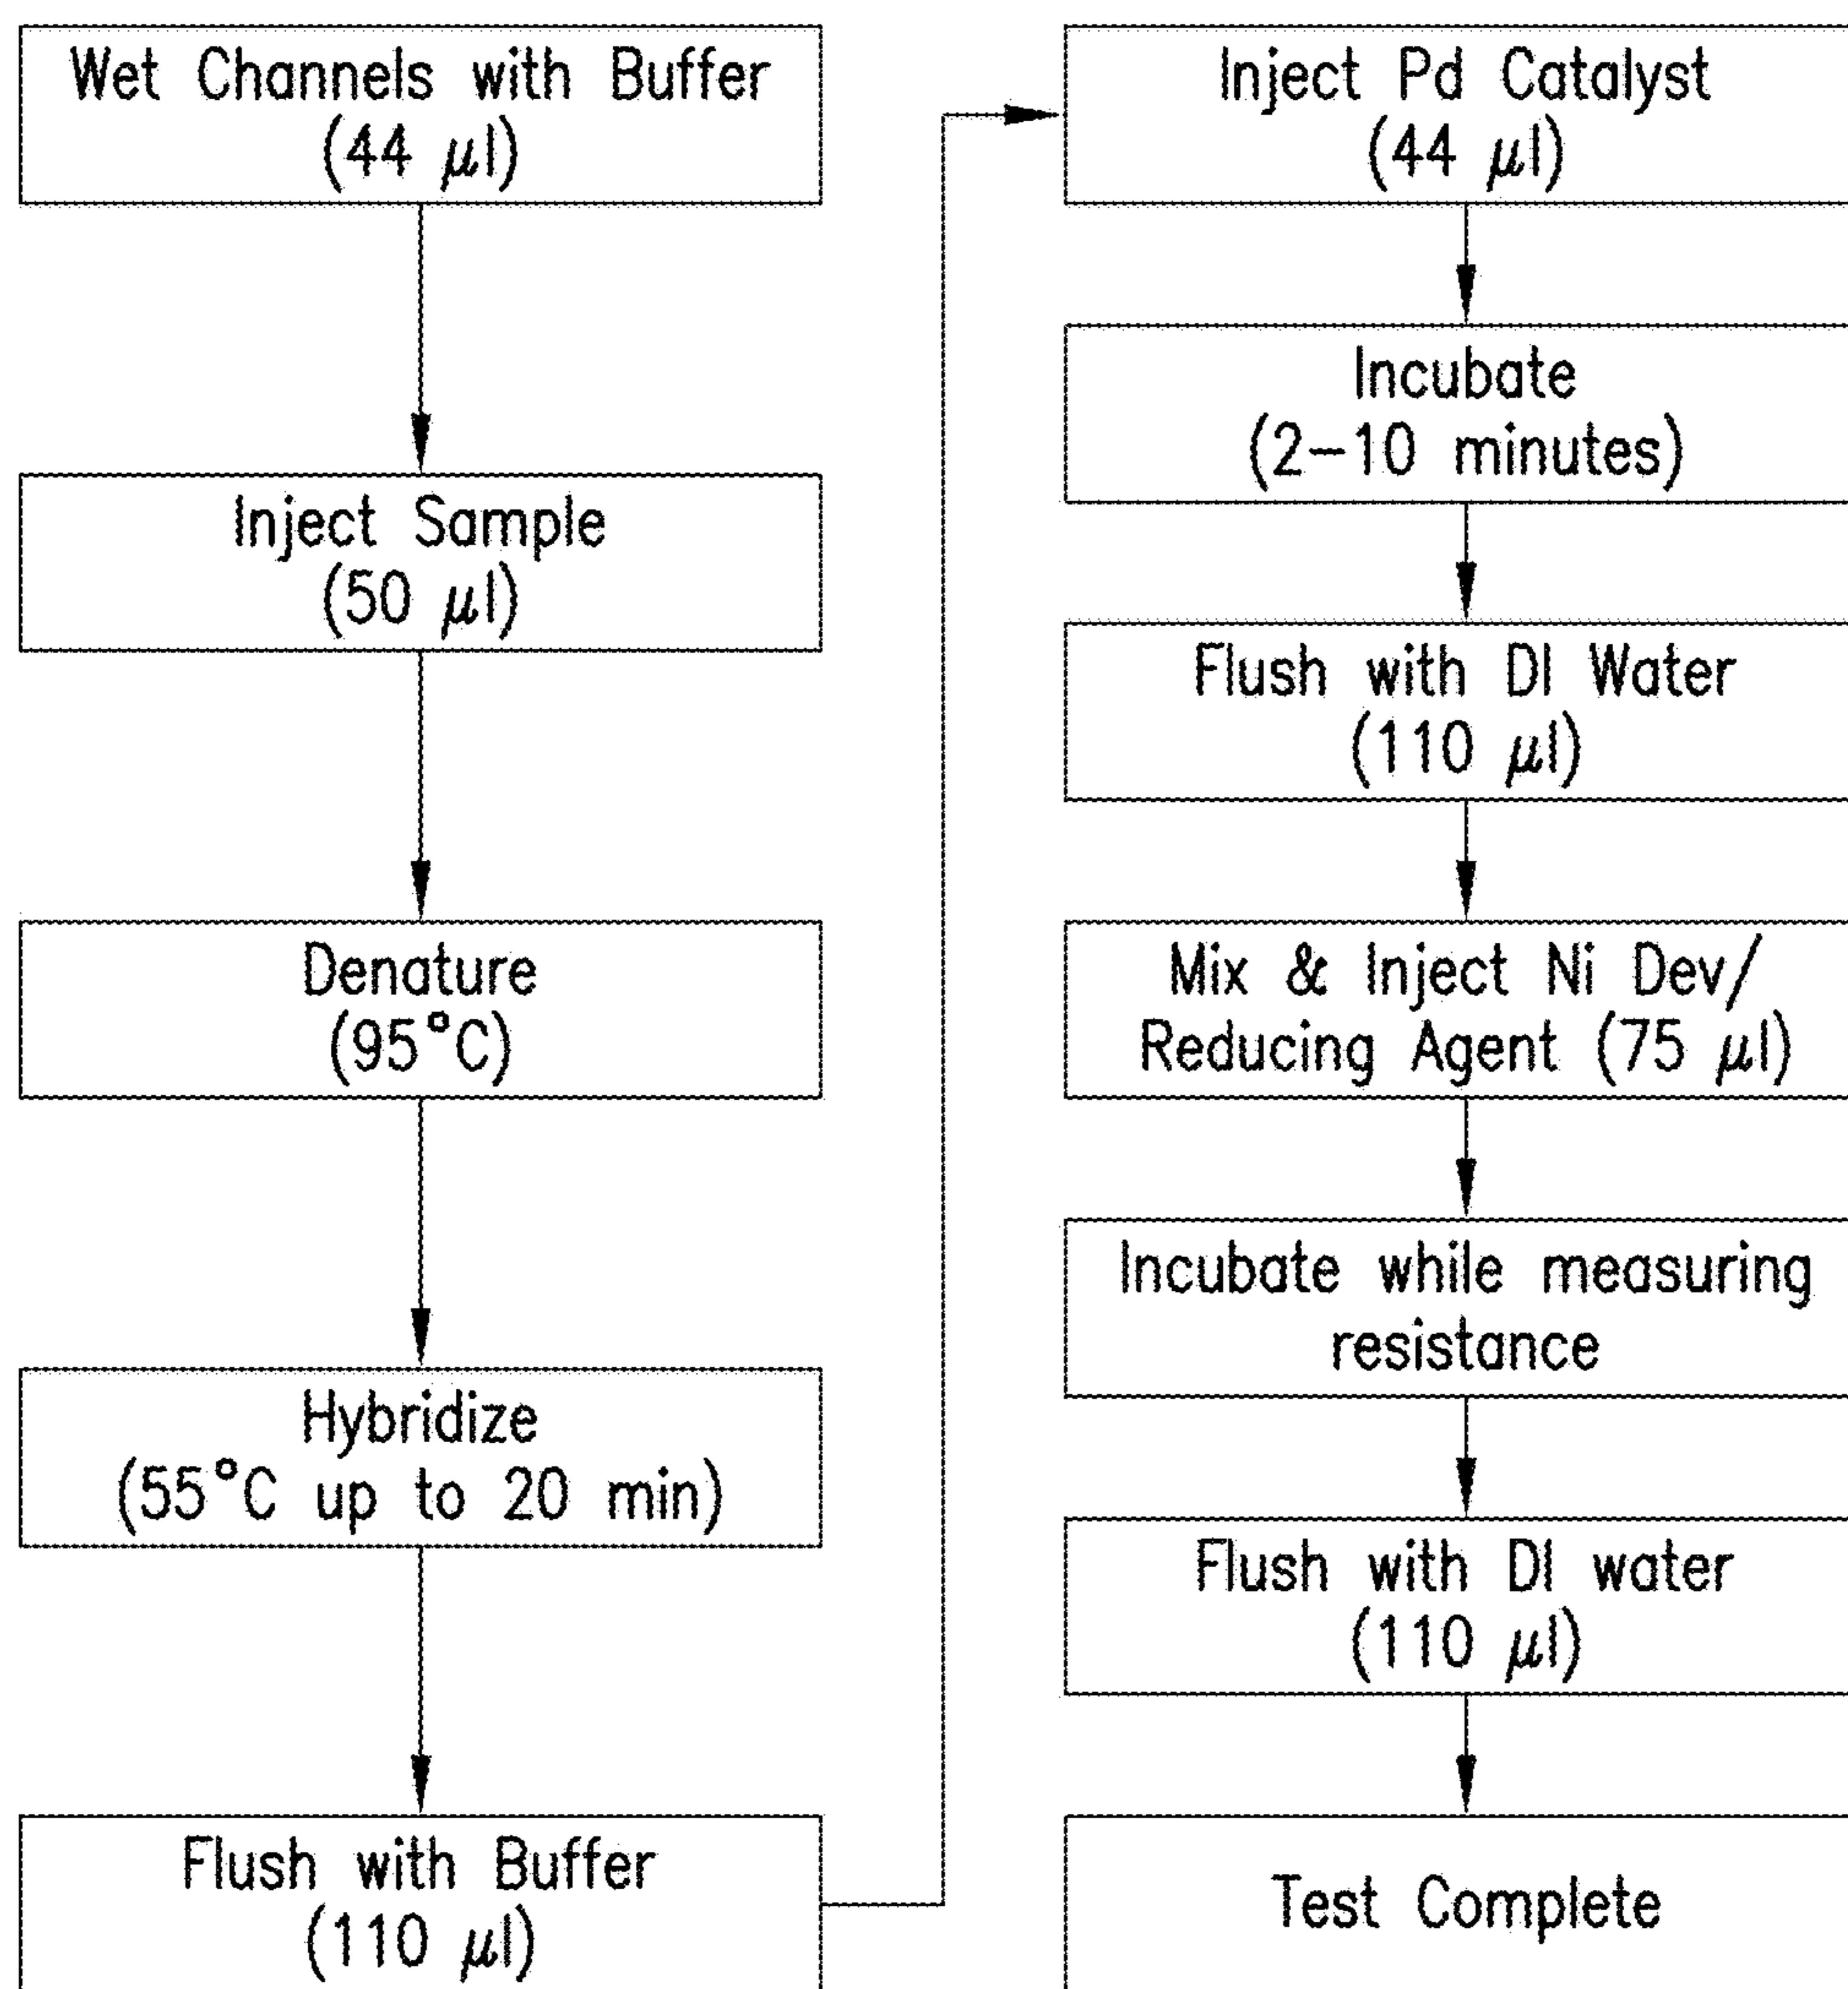 Wet Channels with Buffer
(44 μl)
Inject Sample
(50 μl)
Denature
(95°C)
Hybridize
(55°C up to 20 min)
Flush with Buffer
(110 μl)
Inject Pd Catalyst
(44 μl)
Incubate
(2–10 minutes)
Flush with DI Water
(110 μl)
Mix & Inject Ni Dev/
Reducing Agent (75 μl)
Incubate while measuring
resistance
Flush with DI water
(110 μl)
Test Complete